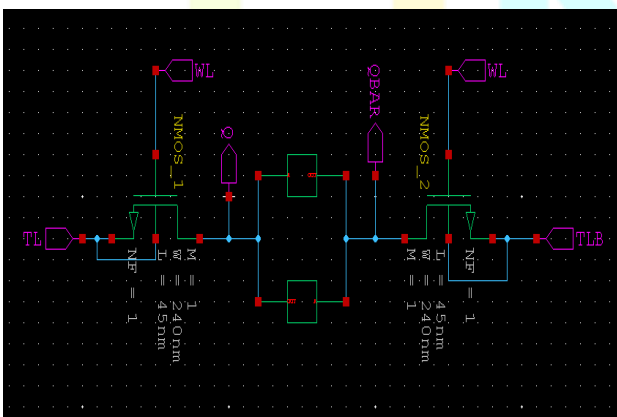 WL
WL
QBAR
NMOS_1
NMOS_2
Q
TL
TLB
M = 1
W = 240nm
L = 45nm
NF = 1
NF = 1
L = 45nm
W = 240nm
M = 1